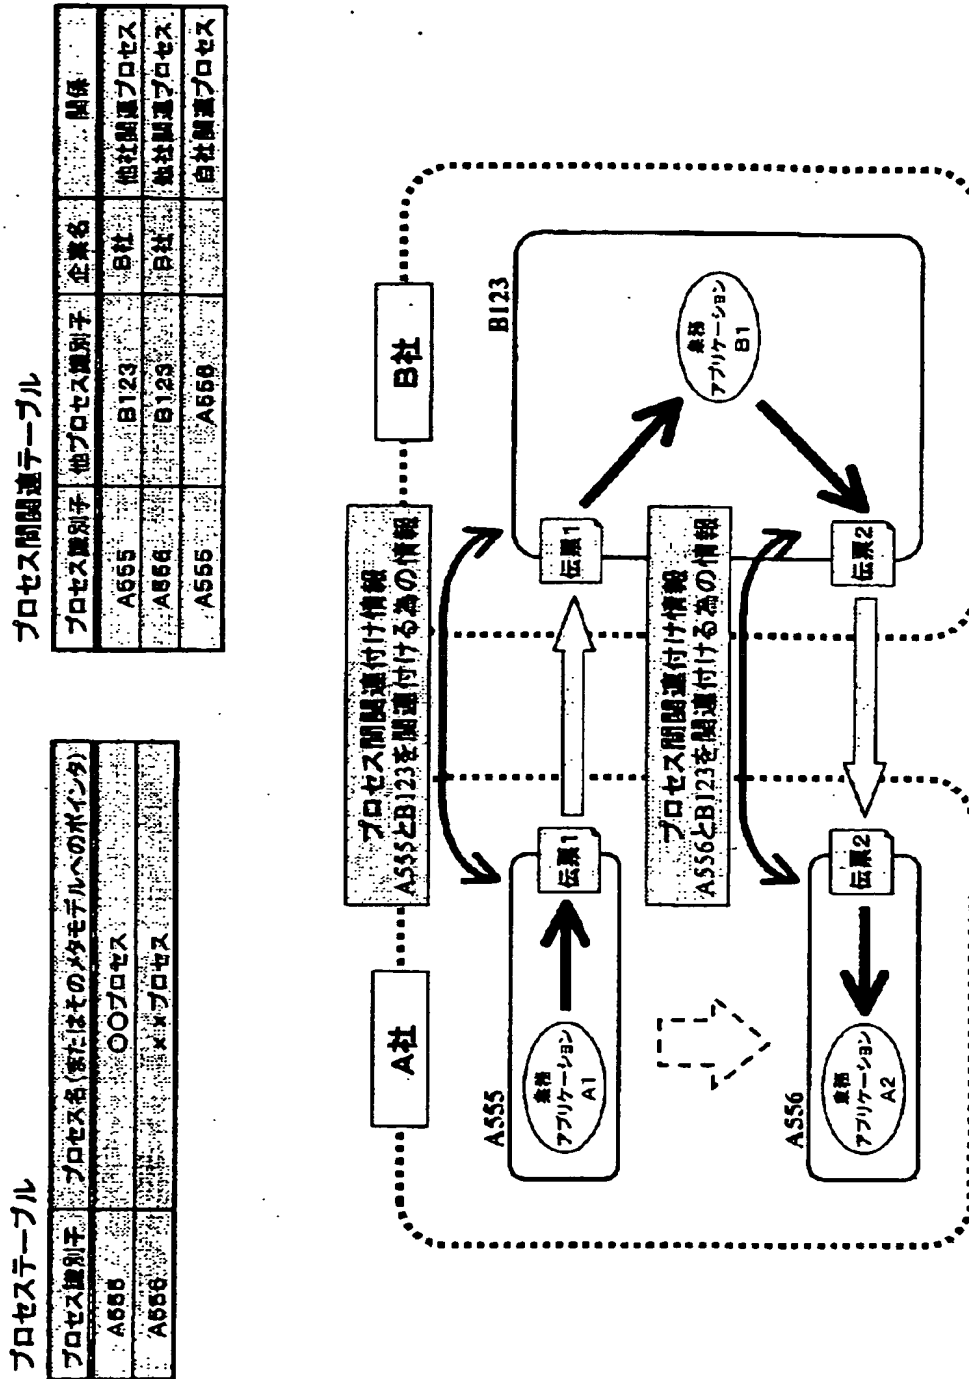 プロセステーブル
プロセス識別子 プロセス名(またはそのメタモデルへのポインタ)
A555 〇〇プロセス
A556 ××プロセス
プロセス間関連テーブル
プロセス識別子 他プロセス識別子 企業名 関係
A555 B123 B社 他社関連プロセス
A556 B123 B社 他社関連プロセス
A555 A556 自社関連プロセス
A社
B社
プロセス間関連付け情報
A555とB123を関連付ける為の情報
A555
業務
アプリケーション
A1
伝票1
伝票1
B123
業務
アプリケーション
B1
プロセス間関連付け情報
A556とB123を関連付ける為の情報
A556
業務
アプリケーション
A2
伝票2
伝票2